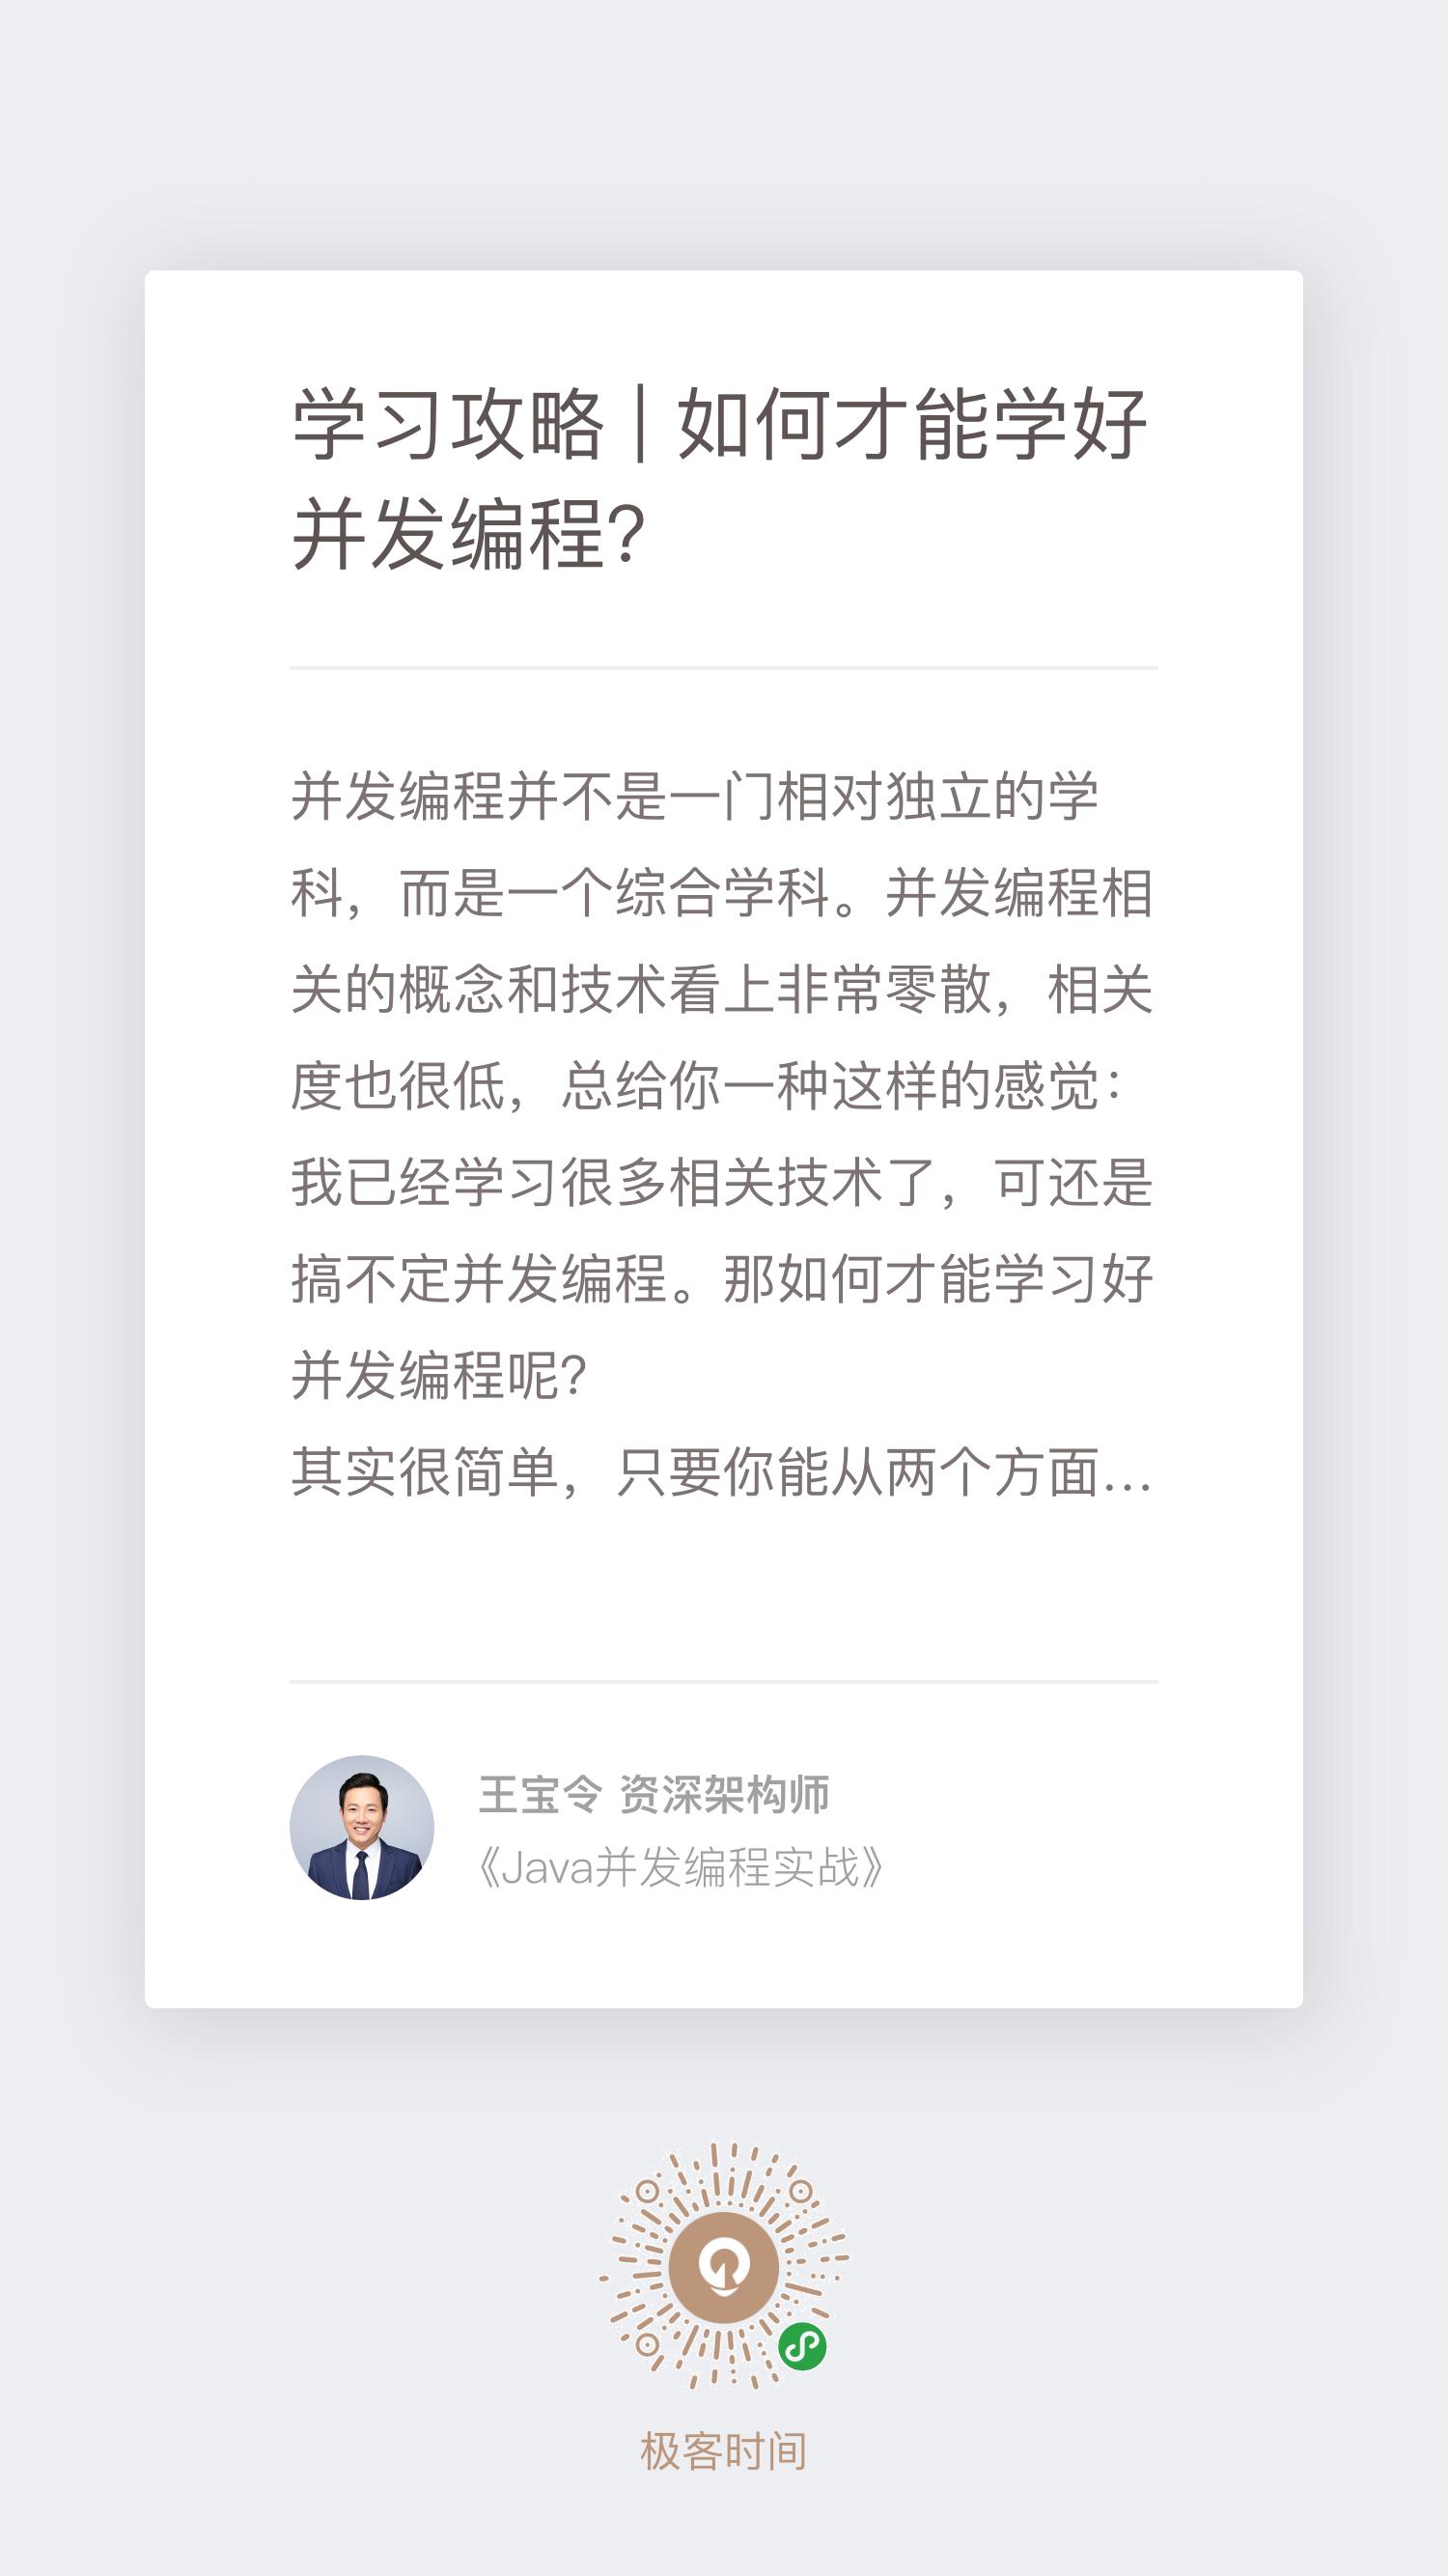 学习攻略 | 如何才能学好
并发编程?
并发编程并不是一门相对独立的学
科，而是一个综合学科。并发编程相
关的概念和技术看上非常零散，相关
度也很低，总给你一种这样的感觉：
我已经学习很多相关技术了，可还是
搞不定并发编程。那如何才能学习好
并发编程呢?
其实很简单，只要你能从两个方面...
王宝令 资深架构师
《Java并发编程实战》
极客时间